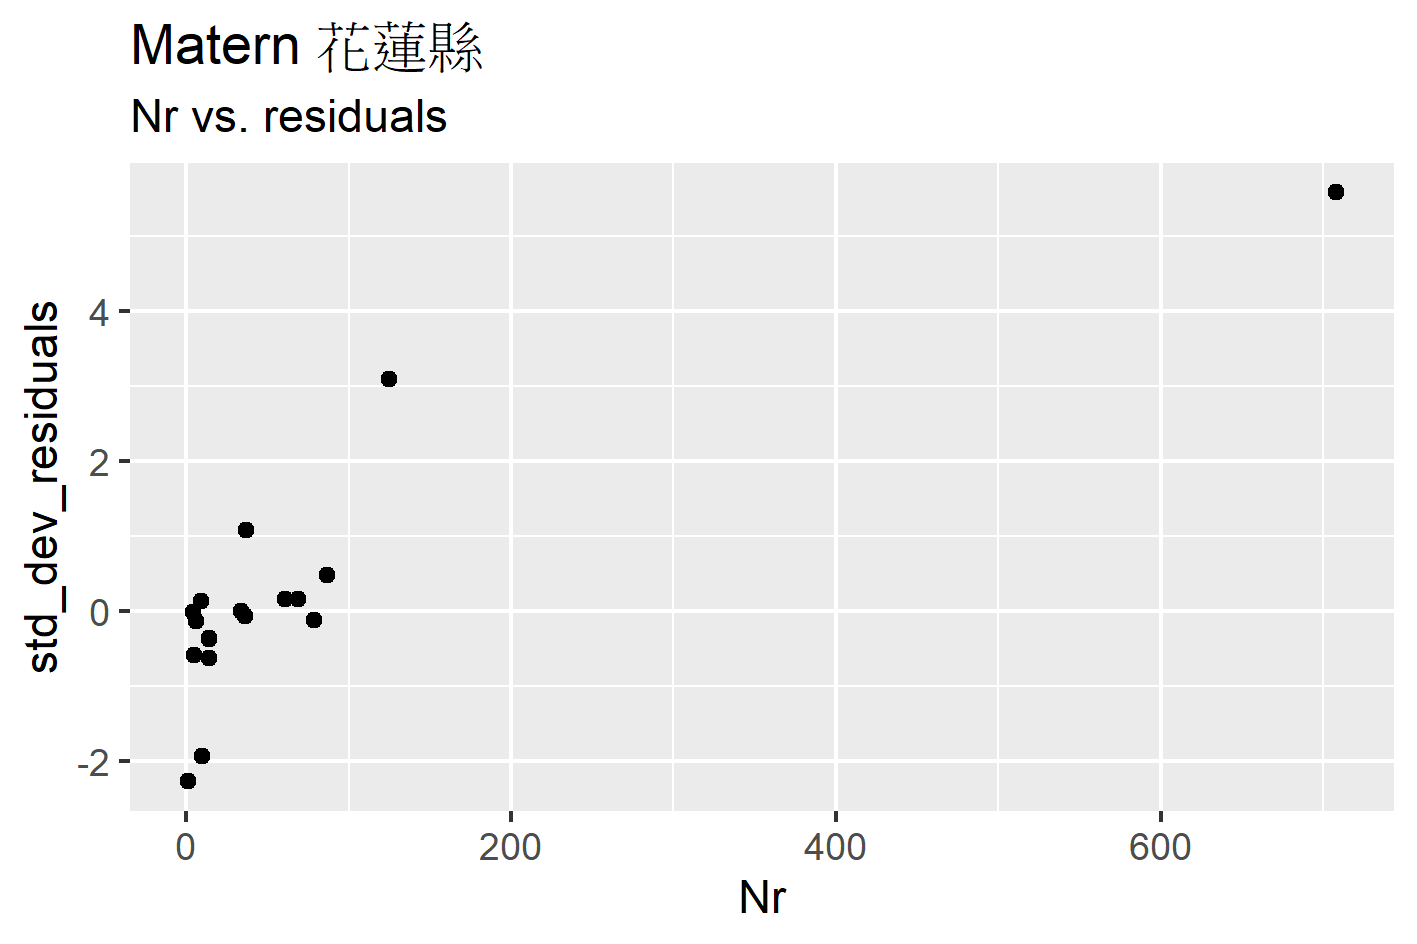 Matern 花蓮縣
Nr vs. residuals
std_dev_residuals
4
2
0
-2
0
200
400
600
Nr